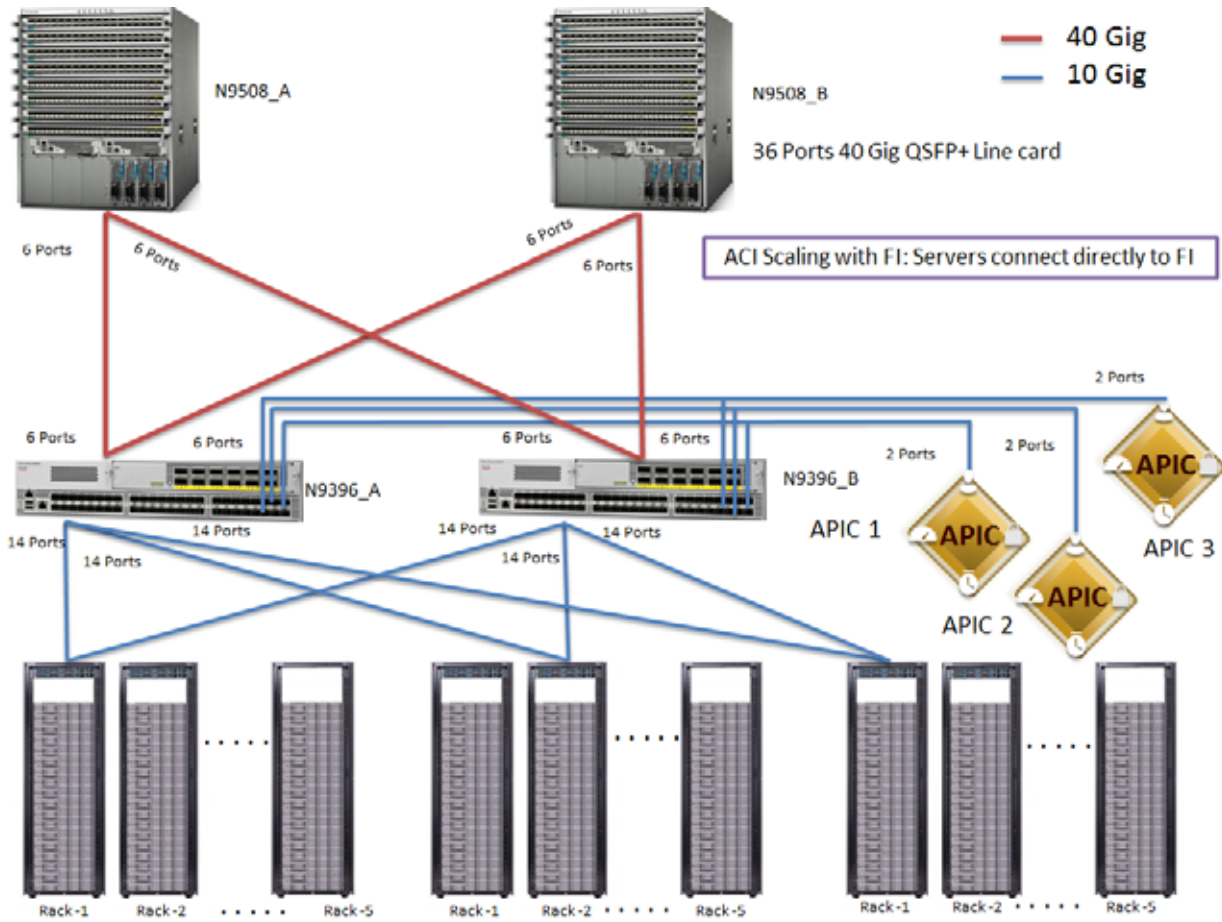 40 Gig
10 Gig
N9508_A
N9508_B
36 Ports 40 Gig QSFP+ Line card
6 Ports
6 Ports
6 Ports
6 Ports
ACI Scaling with FI: Servers connect directly to FI
2 Ports
6 Ports
6 Ports
6 Ports
6 Ports
2 Ports
2 Ports
APIC
N9396_A
N9396_B
APIC 1
APIC
APIC 3
14 Ports
14 Ports
14 Ports
14 Ports
14 Ports
14 Ports
APIC 2
APIC
Rack-1
Rack-2
Rack-5
Rack-1
Rack-2
Rack-5
Rack-1
Rack-2
Rack-5